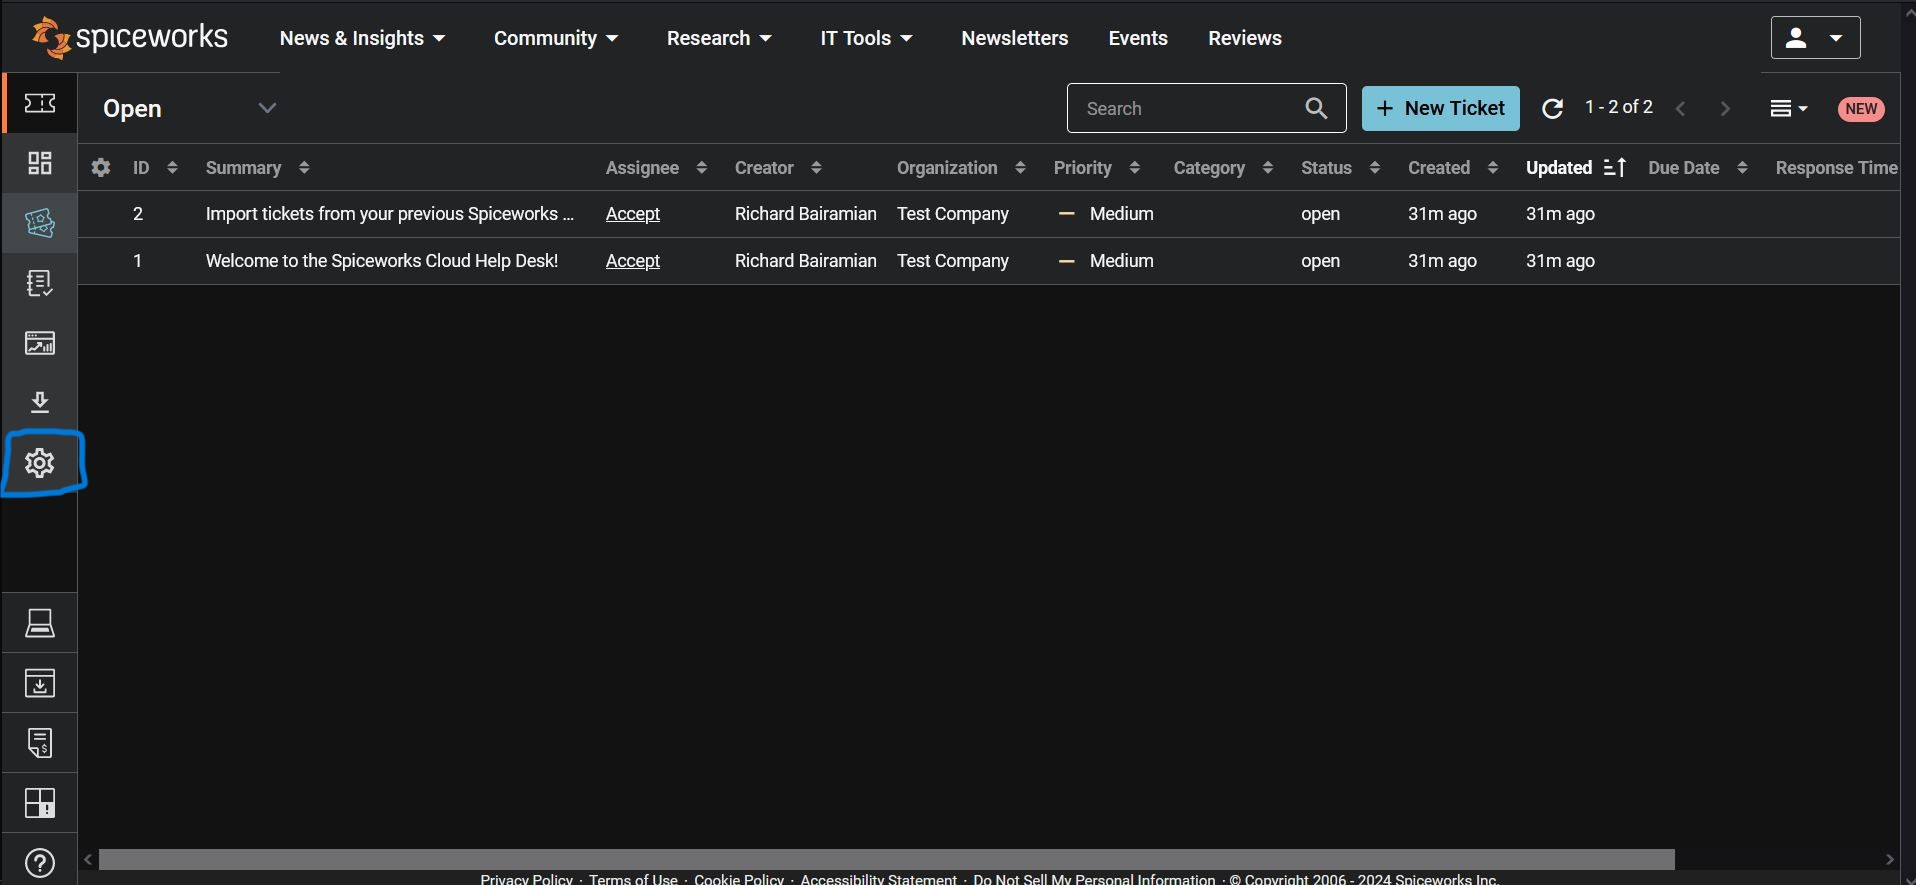 spiceworks News & Insights Community Research IT Tools Newsletters Events Reviews
Open Search + New Ticket 1 - 2 of 2 NEW
ID Summary Assignee Creator Organization Priority Category Status Created Updated Due Date Response Time
2 Import tickets from your previous Spiceworks ... Accept Richard Bairamian Test Company Medium open 31m ago 31m ago
1 Welcome to the Spiceworks Cloud Help Desk! Accept Richard Bairamian Test Company Medium open 31m ago 31m ago
Privacy Policy · Terms of Use · Cookie Policy · Accessibility Statement · Do Not Sell My Personal Information · © Copyright 2006 - 2024 Spiceworks Inc.